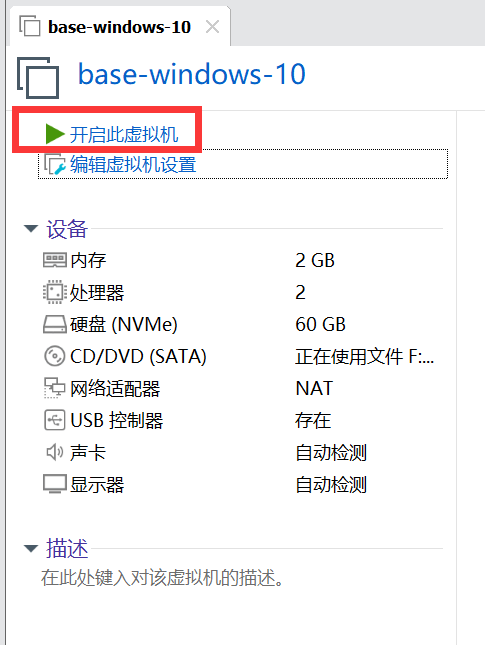 base-windows-10
base-windows-10
开启此虚拟机
编辑虚拟机设置
设备
内存 2 GB
处理器 2
硬盘 (NVMe) 60 GB
CD/DVD (SATA) 正在使用文件 F:...
网络适配器 NAT
USB 控制器 存在
声卡 自动检测
显示器 自动检测
描述
在此处键入对该虚拟机的描述。